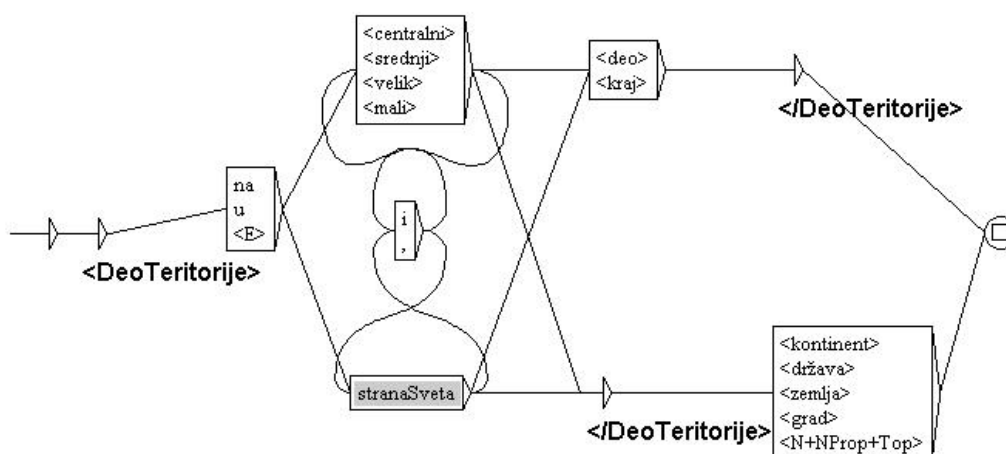 <centralni>
<srednji>
<velik>
<mali>
<deo>
<kraj>
</DeoTeritorije>
na
u
<E>
<DeoTeritorije>
i
,
stranaSveta
</DeoTeritorije>
<kontinent>
<država>
<zemlja>
<grad>
<N+NProp+Top>